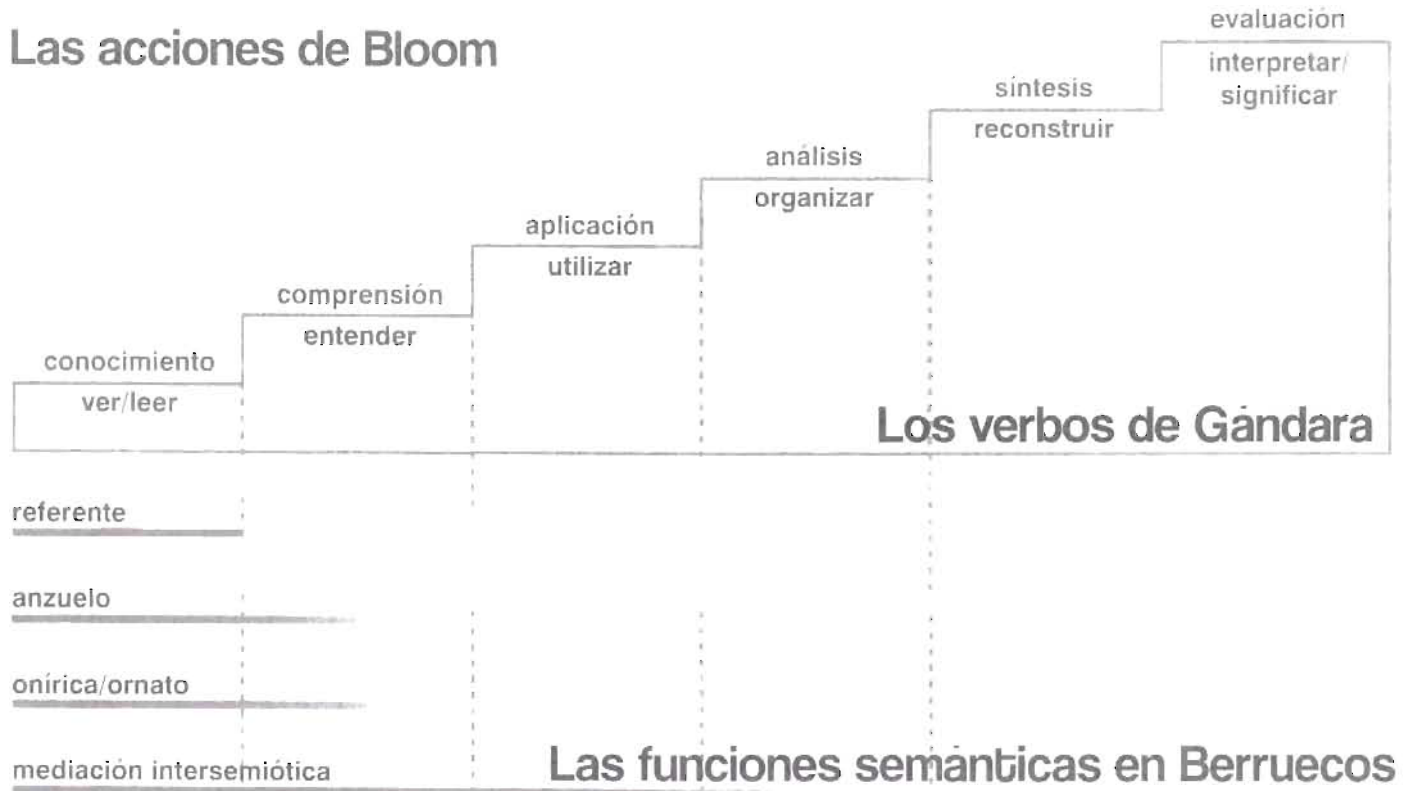 Las acciones de Bloom
evaluación
interpretar/
significar
síntesis
reconstruir
análisis
organizar
aplicación
utilizar
comprensión
entender
conocimiento
ver/leer
Los verbos de Gándara
referente
anzuelo
onírica/ornato
mediación intersemiótica
Las funciones semánticas en Berruecos